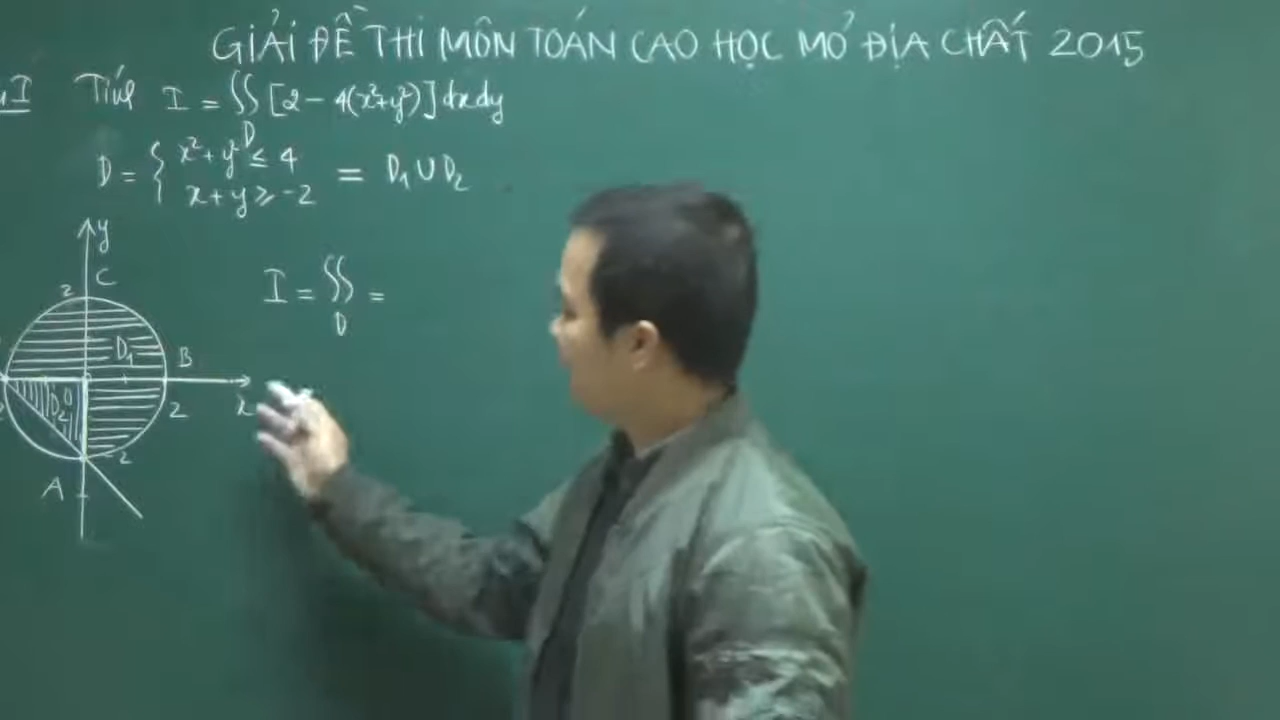 GIẢI ĐỀ THI MÔN TOÁN CAO HỌC MỎ ĐỊA CHẤT 2015
I Tính I = ∬ [2 - 4(x²+y²)] dxdy
D
D = { x² + y² ≤ 4
x + y ≥ -2 = D₁ ∪ D₂
y
C
2
I = ∬ =
D
D₁ B
D₂ 0
2 x
-2
A